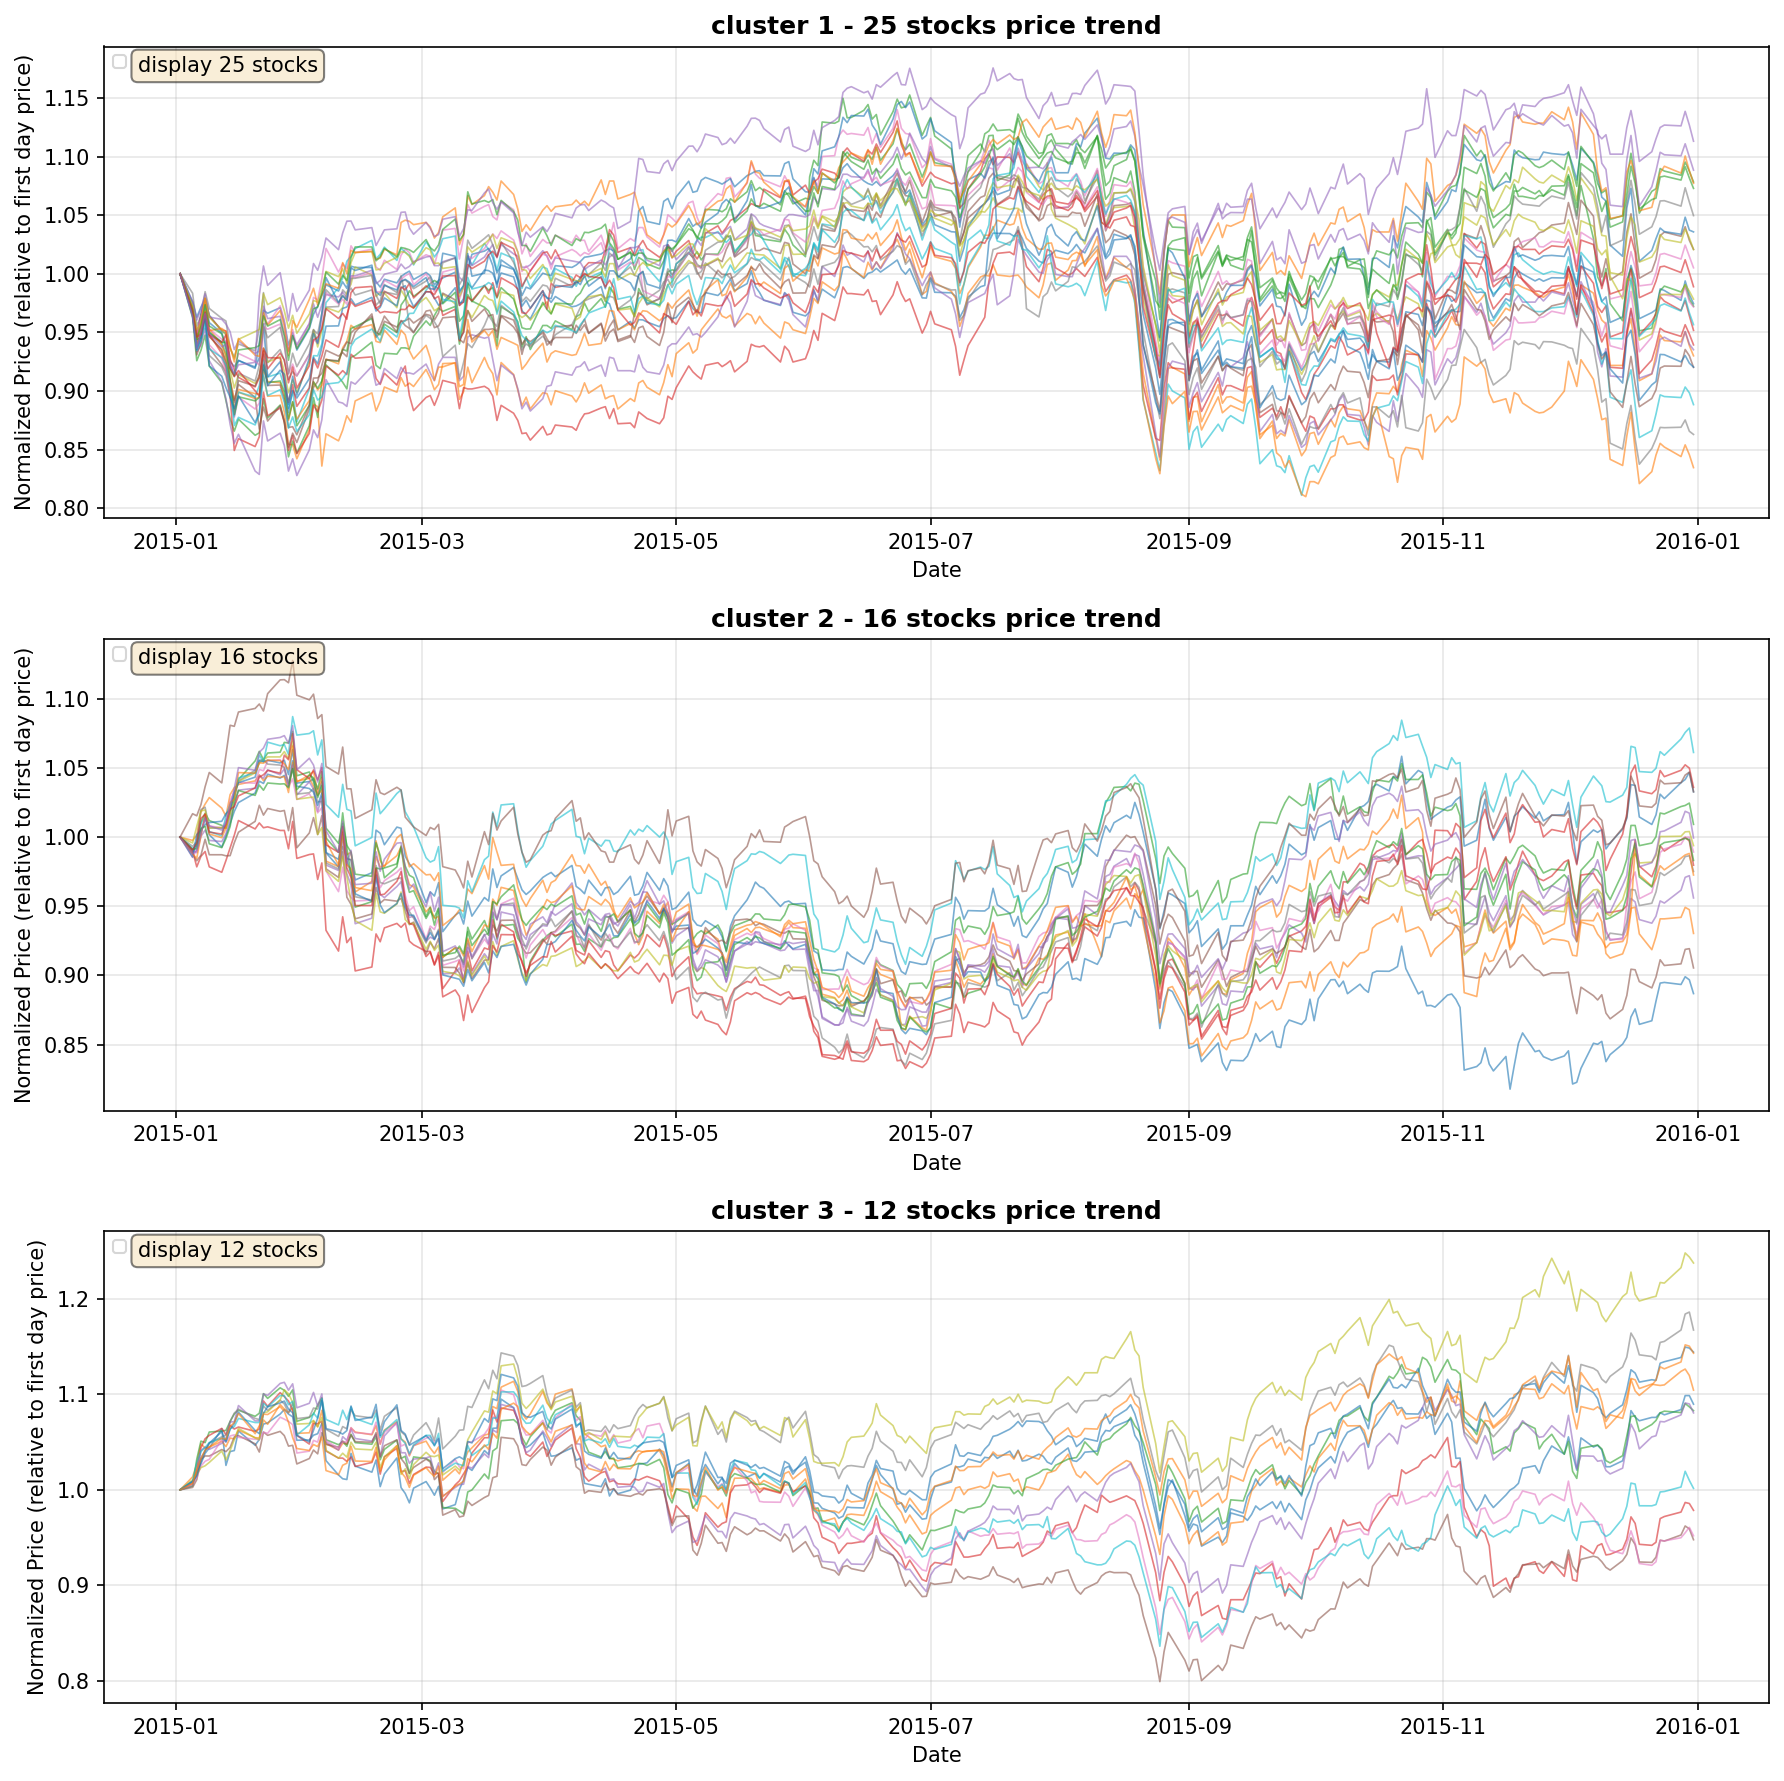 cluster 1 - 25 stocks price trend
display 25 stocks
Normalized Price (relative to first day price)
1.15
1.10
1.05
1.00
0.95
0.90
0.85
0.80
2015-01 2015-03 2015-05 2015-07 2015-09 2015-11 2016-01
Date
cluster 2 - 16 stocks price trend
display 16 stocks
Normalized Price (relative to first day price)
1.10
1.05
1.00
0.95
0.90
0.85
2015-01 2015-03 2015-05 2015-07 2015-09 2015-11 2016-01
Date
cluster 3 - 12 stocks price trend
display 12 stocks
Normalized Price (relative to first day price)
1.2
1.1
1.0
0.9
0.8
2015-01 2015-03 2015-05 2015-07 2015-09 2015-11 2016-01
Date